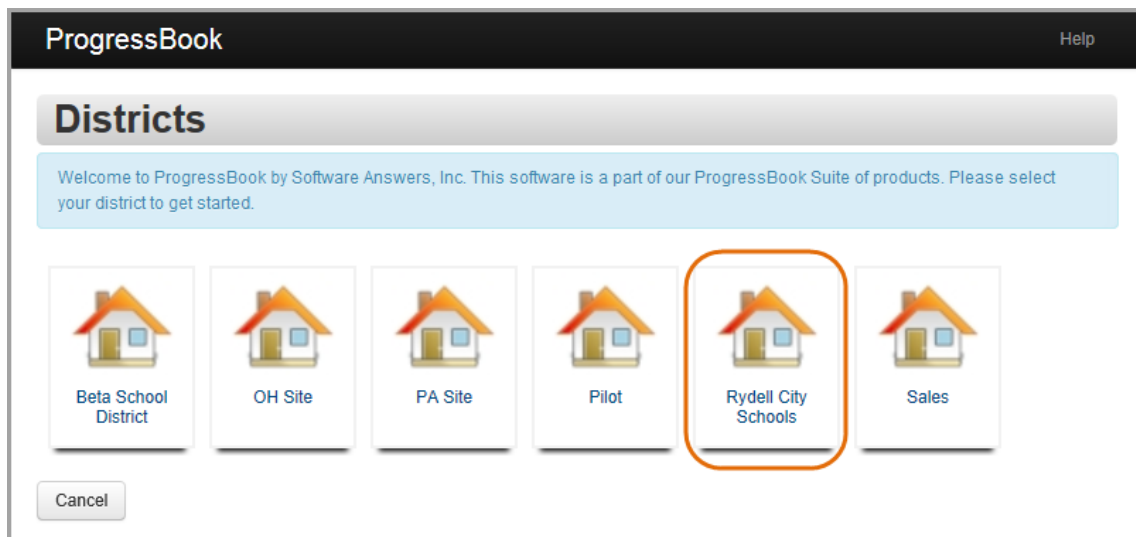 ProgressBook
Help
Districts
Welcome to ProgressBook by Software Answers, Inc. This software is a part of our ProgressBook Suite of products. Please select
your district to get started.
Beta School
District
OH Site
PA Site
Pilot
Rydell City
Schools
Sales
Cancel